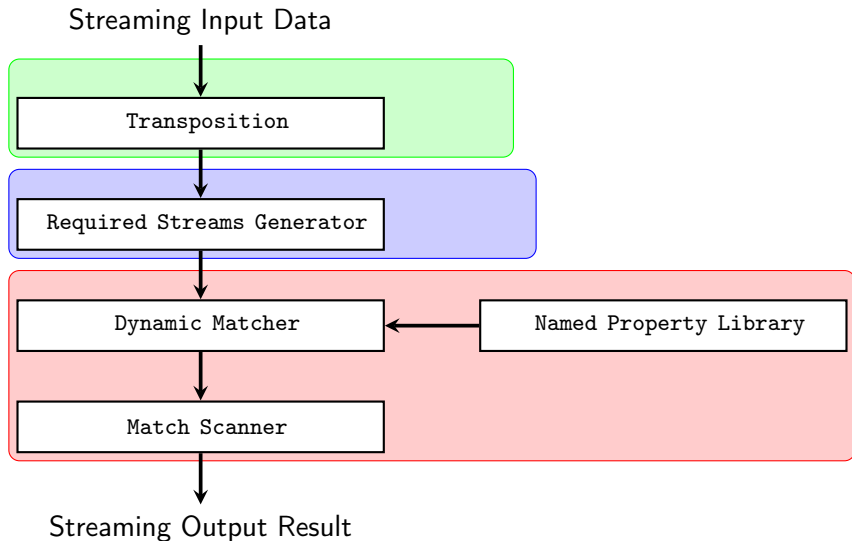 Streaming Input Data
Transposition
Required Streams Generator
Dynamic Matcher
Named Property Library
Match Scanner
Streaming Output Result